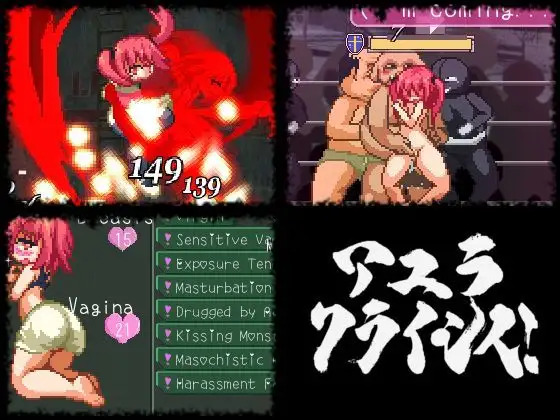 m coming...
149
139
15
Sensitive
Exposure Ten
Masturbation
Vagina
Drugged by
21
Kissing Mons
Masochistic
Harassment
アスラ
クライシス!